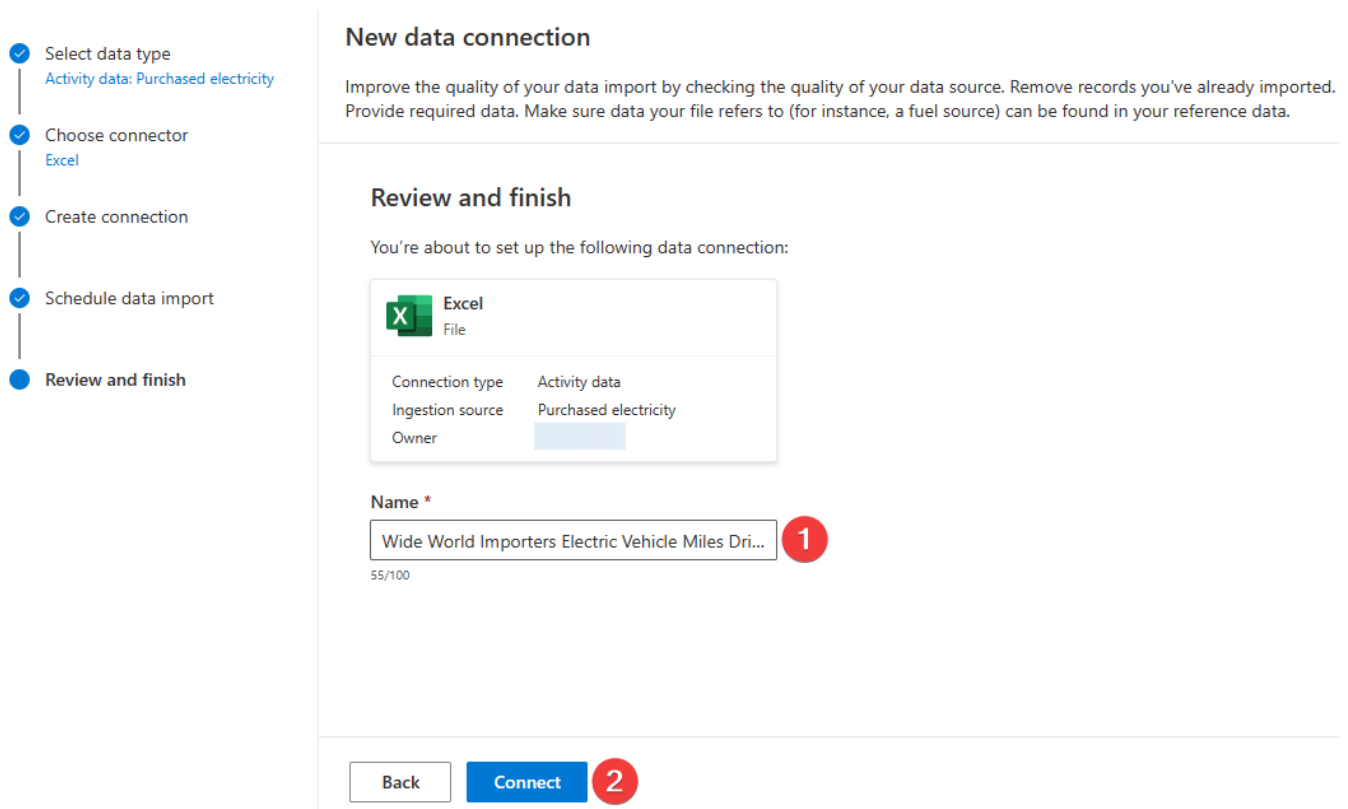 Select data type
Activity data: Purchased electricity
Choose connector
Excel
Create connection
Schedule data import
Review and finish
New data connection
Improve the quality of your data import by checking the quality of your data source. Remove records you've already imported.
Provide required data. Make sure data your file refers to (for instance, a fuel source) can be found in your reference data.
Review and finish
You're about to set up the following data connection:
X
Excel
File
Connection type Activity data
Ingestion source Purchased electricity
Owner
Name *
Wide World Importers Electric Vehicle Miles Dri...
1
55/100
Back
Connect
2